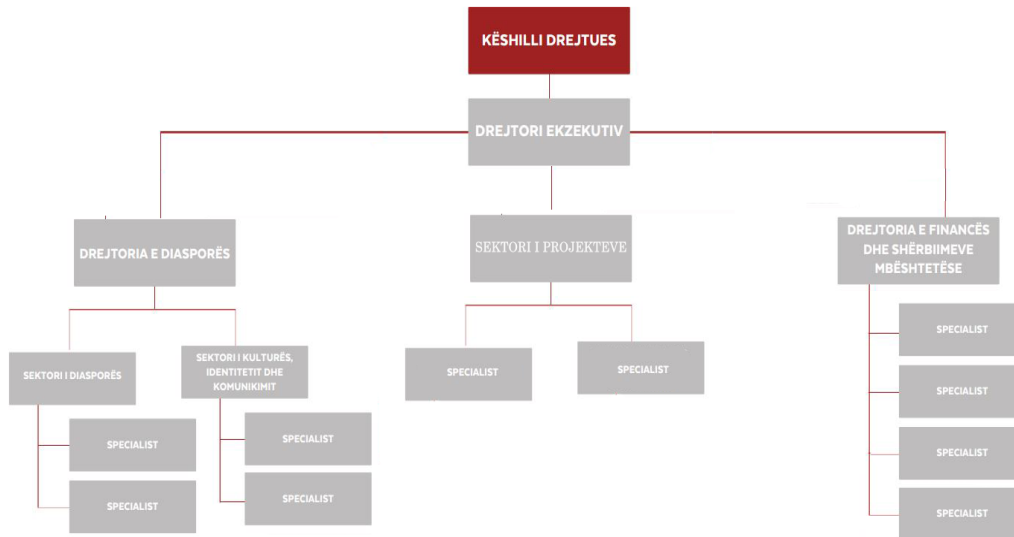 KËSHILLI DREJTUES
DREJTORI EKZEKUTIV
DREJTORIA E DIASPORËS
SEKTORI I PROJEKTEVE
DREJTORIA E FINANCËS
DHE SHËRBIIMEVE
MBËSHTETËSE
SEKTORI I DIASPORËS
SEKTORI I KULTURËS,
IDENTITETIT DHE
KOMUNIKIMIT
SPECIALIST
SPECIALIST
SPECIALIST
SPECIALIST
SPECIALIST
SPECIALIST
SPECIALIST
SPECIALIST
SPECIALIST
SPECIALIST